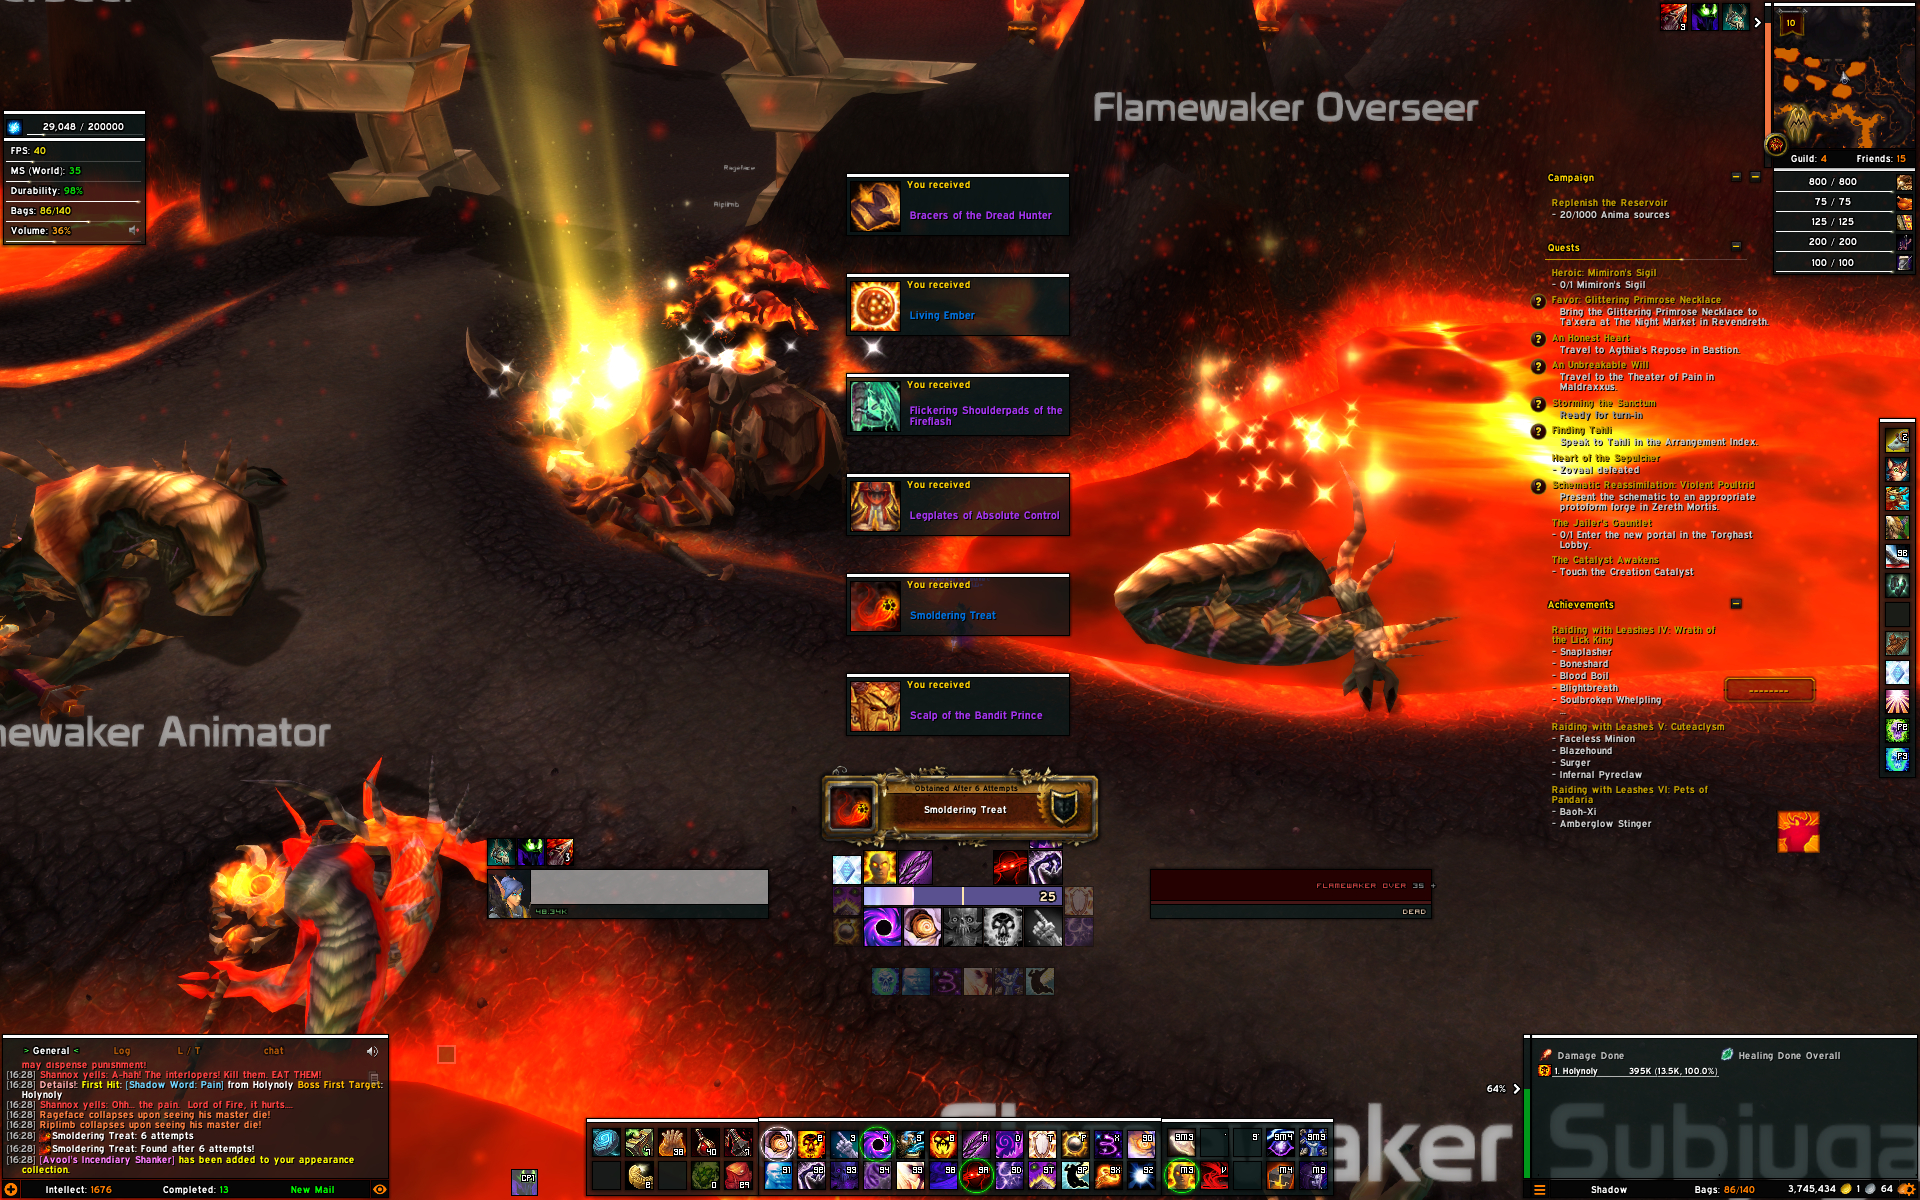 Flamewaker Overseer
10
29,048 / 200000
FPS: 40
MS (World): 35
Durability: 98%
Bags: 86/140
Volume: 36%
Guild: 4 Friends: 15
800 / 800
75 / 75
125 / 125
200 / 200
100 / 100
Rageface
Riplimb
You received
Bracers of the Dread Hunter
You received
Living Ember
You received
Flickering Shoulderpads of the
Fireflash
You received
Legplates of Absolute Control
You received
Smoldering Treat
You received
Scalp of the Bandit Prince
Obtained After 6 Attempts
Smoldering Treat
Campaign
Replenish the Reservoir
- 20/1000 Anima sources
Quests
Heroic: Mimiron's Sigil
- 0/1 Mimiron's Sigil
Favor: Glittering Primrose Necklace
Bring the Glittering Primrose Necklace to
Ta'xera at The Night Market in Revendreth.
An Honest Heart
Travel to Agthia's Repose in Bastion.
An Unbreakable Will
Travel to the Theater of Pain in
Maldraxxus.
Storming the Sanctum
Ready for turn-in
Finding Tahli
Speak to Tahli in the Arrangement Index.
Heart of the Sepulcher
- Zovaal defeated
Schematic Reassimilation: Violent Poultrid
Present the schematic to an appropriate
protoform forge in Zereth Mortis.
The Jailer's Gauntlet
- 0/1 Enter the new portal in the Torghast
Lobby.
The Catalyst Awakens
- Touch the Creation Catalyst
Achievements
Raiding with Leashes IV: Wrath of
the Lick King
- Snaplasher
- Boneshard
- Blood Boil
- Blightbreath
- Soulbroken Whelpling
...
Raiding with Leashes V: Cuteaclysm
- Faceless Minion
- Blazehound
- Surger
- Infernal Pyreclaw
Raiding with Leashes VI: Pets of
Pandaria
- Baoh-Xi
- Amberglow Stinger
newaker Animator
48.34K
25
FLAMEWAKER OVER 35 +
DEAD
> General < Log L / T chat
may dispense punishment!
[16:28] Shannox yells: A-hah! The interlopers! Kill them. EAT THEM!
[16:28] Details!: First Hit: [Shadow Word: Pain] from Holynoly Boss First Target:
Holynoly
[16:28] Shannox yells: Ohh... the pain. Lord of Fire, it hurts...
[16:28] Rageface collapses upon seeing his master die!
[16:28] Riplimb collapses upon seeing his master die!
[16:28] Smoldering Treat: 6 attempts
[16:28] Smoldering Treat: Found after 6 attempts!
[16:28] [Avool's Incendiary Shanker] has been added to your appearance
collection.
Intellect: 1676 Completed: 13 New Mail
CP1
64%
Damage Done Healing Done Overall
1. Holynoly 395K (13.5K, 100.0%)
aker Subjuga
Shadow Bags: 86/140 3,745,434 1 64